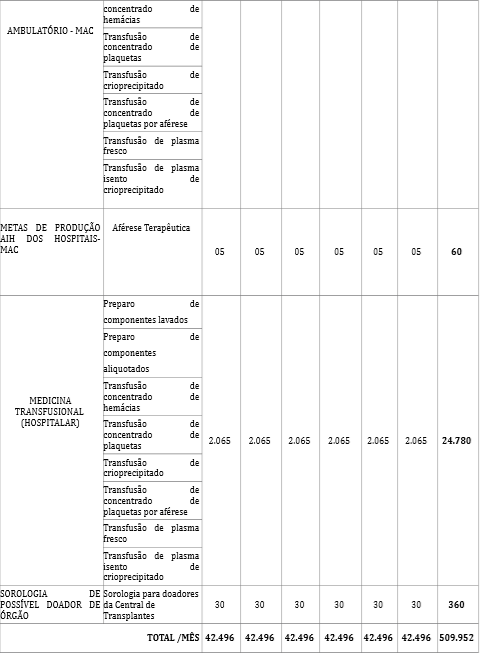 concentrado de
hemácias
AMBULATÓRIO - MAC
Transfusão de
concentrado de
plaquetas
Transfusão de
crioprecipitado
Transfusão de
concentrado de
plaquetas por aférese
Transfusão de plasma
fresco
Transfusão de plasma
isento de
crioprecipitado
METAS DE PRODUÇÃO
AIH DOS HOSPITAIS-
MAC
Aférese Terapêutica
05 05 05 05 05 05 60
MEDICINA
TRANSFUSIONAL
(HOSPITALAR)
Preparo de
componentes lavados
Preparo de
componentes
aliquotados
Transfusão de
concentrado de
hemácias
Transfusão de
concentrado de
plaquetas
Transfusão de
crioprecipitado
Transfusão de
concentrado de
plaquetas por aférese
Transfusão de plasma
fresco
Transfusão de plasma
isento de
crioprecipitado
2.065 2.065 2.065 2.065 2.065 2.065 24.780
SOROLOGIA DE
POSSÍVEL DOADOR DE
ÓRGÃO
Sorologia para doadores
da Central de
Transplantes
30 30 30 30 30 30 360
TOTAL /MÊS 42.496 42.496 42.496 42.496 42.496 42.496 509.952